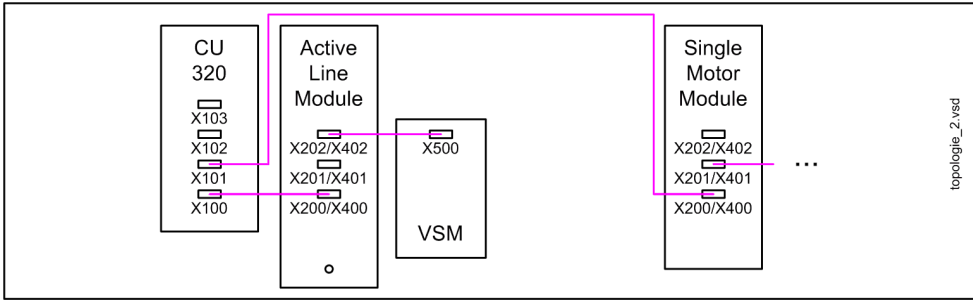 CU
320
X103
X102
X101
X100
Active
Line
Module
X202/X402
X201/X401
X200/X400
X500
VSM
Single
Motor
Module
X202/X402
X201/X401
X200/X400
...
topologie_2.vsd